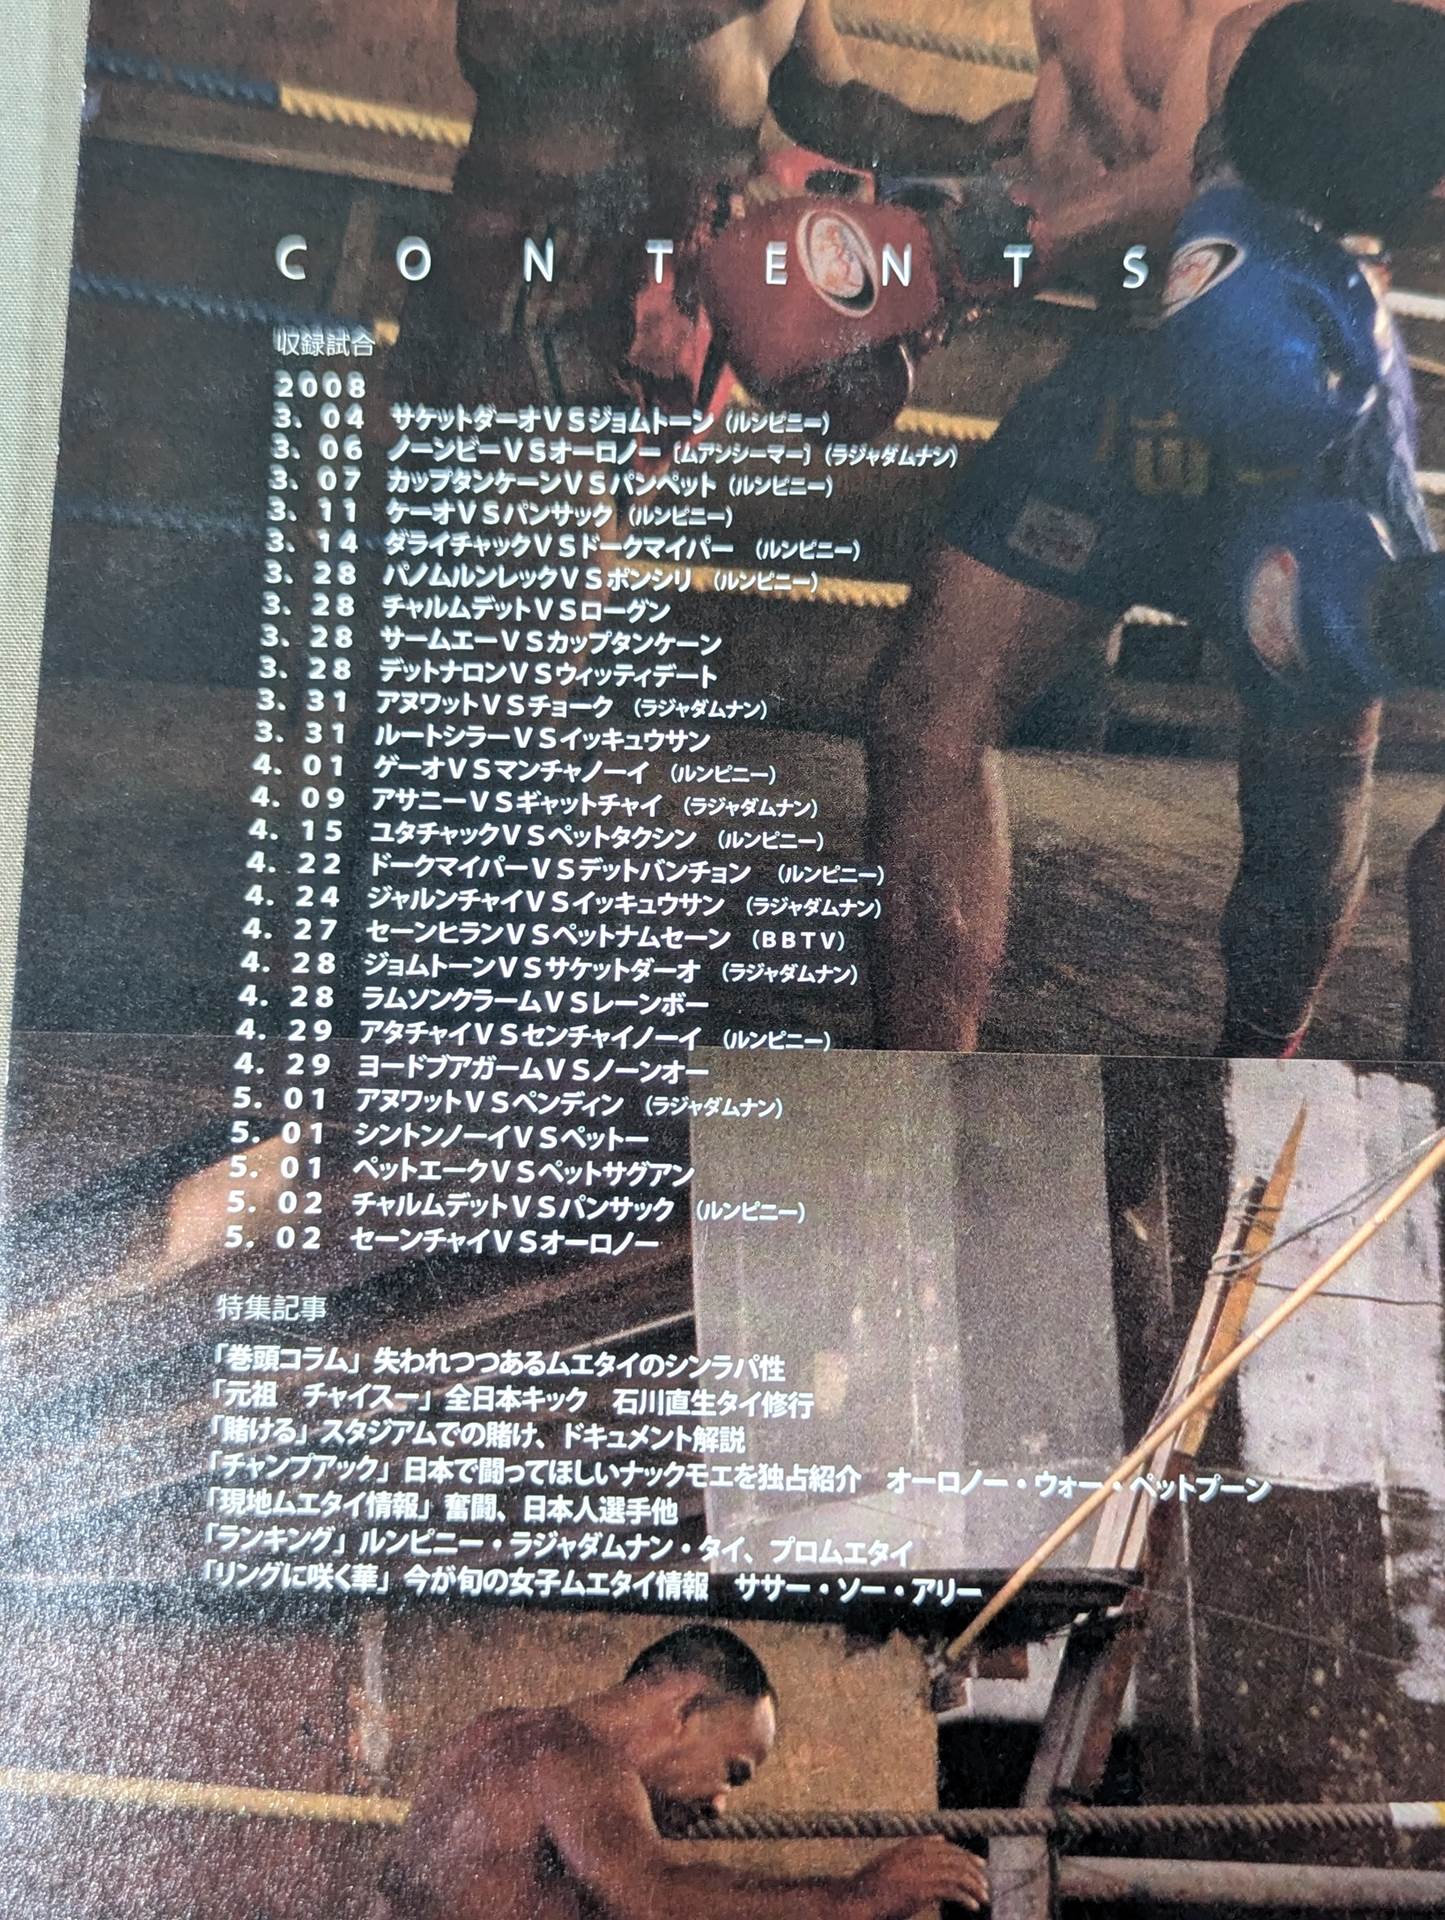 CONTENTS
収録試合
2008
3. 04 サケットダーオVSジョムトーン（ルンピニー）
3. 06 ノーンビーVSオーロノー［ムアンシーマー］（ラジャダムナン）
3. 07 カップタンケーンVSパンペット（ルンピニー）
3. 11 ケーオVSパンサック（ルンピニー）
3. 14 ダライチャックVSドークマイパー（ルンピニー）
3. 28 パノムルンレックVSポンシリ（ルンピニー）
3. 28 チャルムデットVSローグン
3. 28 サームエーVSカップタンケーン
3. 28 デットナロンVSウィッティデート
3. 31 アヌワットVSチョーク（ラジャダムナン）
3. 31 ルートシラーVSイッキュウサン
4. 01 ゲーオVSマンチャノーイ（ルンピニー）
4. 09 アサニーVSギャットチャイ（ラジャダムナン）
4. 15 ユタチャックVSペットタクシン（ルンピニー）
4. 22 ドークマイパーVSデットバンチョン（ルンピニー）
4. 24 ジャルンチャイVSイッキュウサン（ラジャダムナン）
4. 27 セーンヒランVSペットナムセーン（BBTV）
4. 28 ジョムトーンVSサケットダーオ（ラジャダムナン）
4. 28 ラムソンクラームVSレーンボー
4. 29 アタチャイVSセンチャイノーイ（ルンピニー）
4. 29 ヨードブアガームVSノーンオー
5. 01 アヌワットVSペンディン（ラジャダムナン）
5. 01 シントンノーイVSペットー
5. 01 ペットエークVSペットサグアン
5. 02 チャルムデットVSパンサック（ルンピニー）
5. 02 セーンチャイVSオーロノー
特集記事
「巻頭コラム」失われつつあるムエタイのシンラパ性
「元祖　チャイスー」全日本キック　石川直生タイ修行
「賭ける」スタジアムでの賭け、ドキュメント解説
「チャンプアック」日本で闘ってほしいナックモエを独占紹介　オーロノー・ウォー・ペットプーン
「現地ムエタイ情報」奮闘、日本人選手他
「ランキング」ルンピニー・ラジャダムナン・タイ、プロムエタイ
「リングに咲く華」今が旬の女子ムエタイ情報　ササー・ソー・アリー